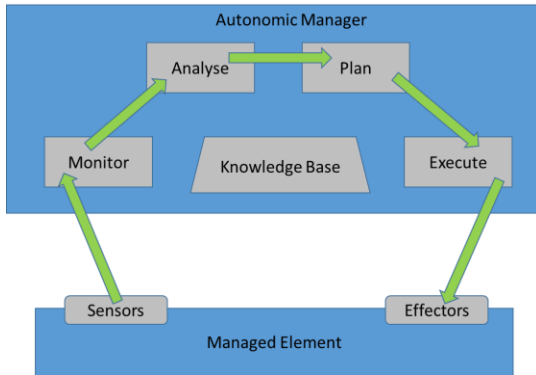 Autonomic Manager
Analyse
Plan
Monitor
Knowledge Base
Execute
Sensors
Effectors
Managed Element